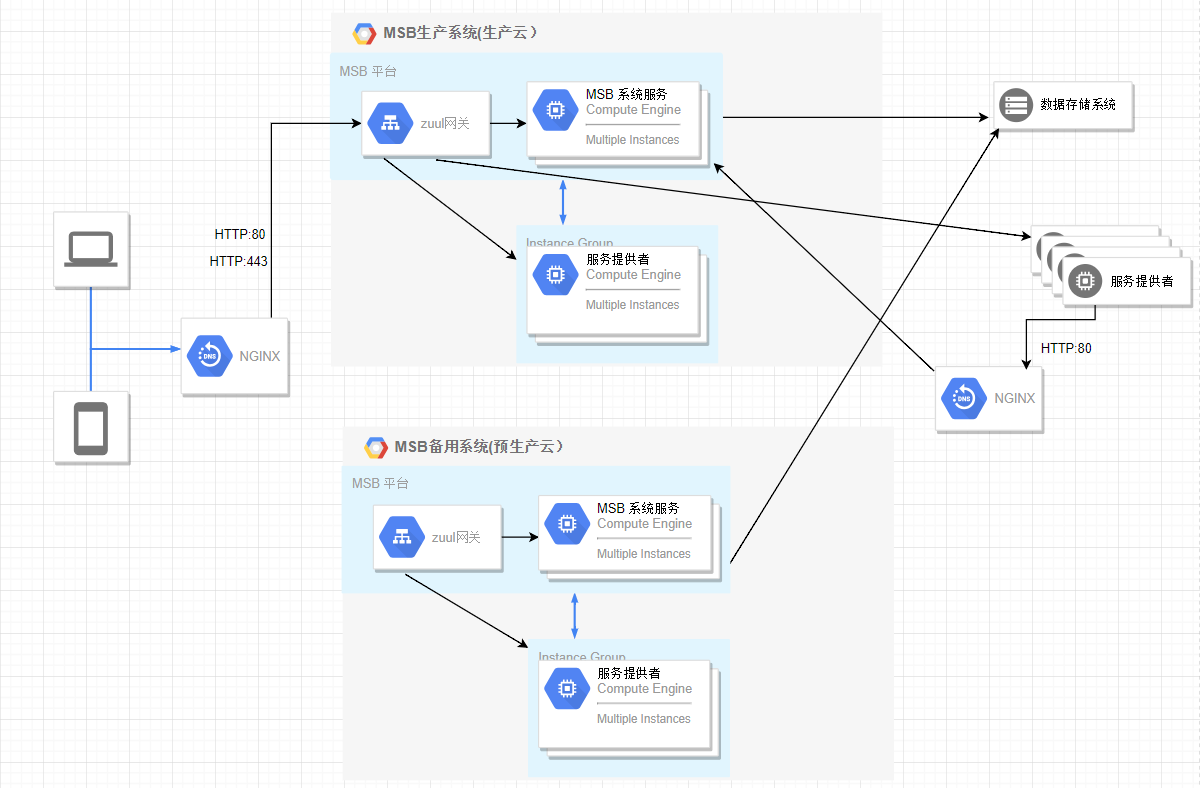 MSB生产系统(生产云）
MSB 平台
zuul网关
MSB 系统服务
Compute Engine
Multiple Instances
数据存储系统
HTTP:80
HTTP:443
Instance Group
服务提供者
Compute Engine
Multiple Instances
服务提供者
NGINX
HTTP:80
NGINX
MSB备用系统(预生产云）
MSB 平台
zuul网关
MSB 系统服务
Compute Engine
Multiple Instances
Instance Group
服务提供者
Compute Engine
Multiple Instances
DNS
DNS